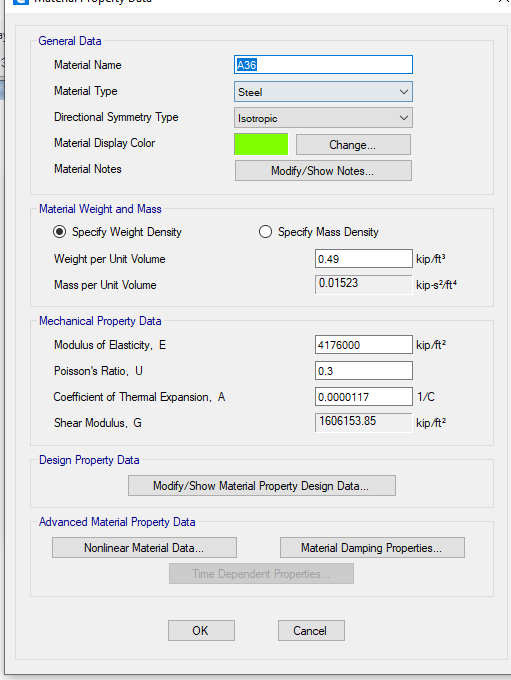 Material Property Data
General Data
Material Name A36
Material Type Steel
Directional Symmetry Type Isotropic
Material Display Color Change...
Material Notes Modify/Show Notes...
Material Weight and Mass
Specify Weight Density Specify Mass Density
Weight per Unit Volume 0.49 kip/ft³
Mass per Unit Volume 0.01523 kip-s²/ft⁴
Mechanical Property Data
Modulus of Elasticity, E 4176000 kip/ft²
Poisson's Ratio, U 0.3
Coefficient of Thermal Expansion, A 0.0000117 1/C
Shear Modulus, G 1606153.85 kip/ft²
Design Property Data
Modify/Show Material Property Design Data...
Advanced Material Property Data
Nonlinear Material Data... Material Damping Properties...
Time Dependent Properties...
OK Cancel